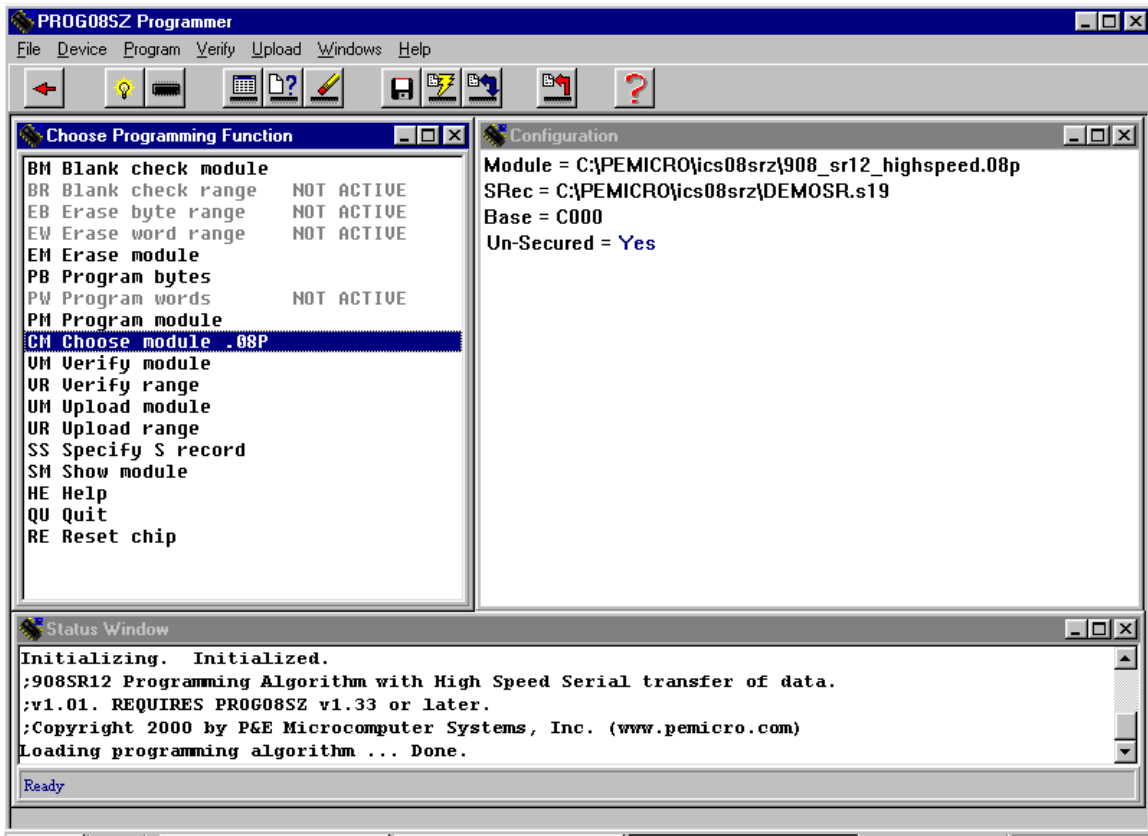 PROG08SZ Programmer
File Device Program Verify Upload Windows Help
Choose Programming Function
BM Blank check module
BR Blank check range NOT ACTIVE
EB Erase byte range NOT ACTIVE
EW Erase word range NOT ACTIVE
EM Erase module
PB Program bytes
PW Program words NOT ACTIVE
PM Program module
CM Choose module .08P
VM Verify module
VR Verify range
UM Upload module
UR Upload range
SS Specify S record
SM Show module
HE Help
QU Quit
RE Reset chip
Configuration
Module = C:\PEMICRO\ics08srz\908_sr12_highspeed.08p
SRec = C:\PEMICRO\ics08srz\DEMOSR.s19
Base = C000
Un-Secured = Yes
Status Window
Initializing. Initialized.
;908SR12 Programming Algorithm with High Speed Serial transfer of data.
;v1.01. REQUIRES PROG08SZ v1.33 or later.
;Copyright 2000 by P&E Microcomputer Systems, Inc. (www.pemicro.com)
Loading programming algorithm ... Done.
Ready